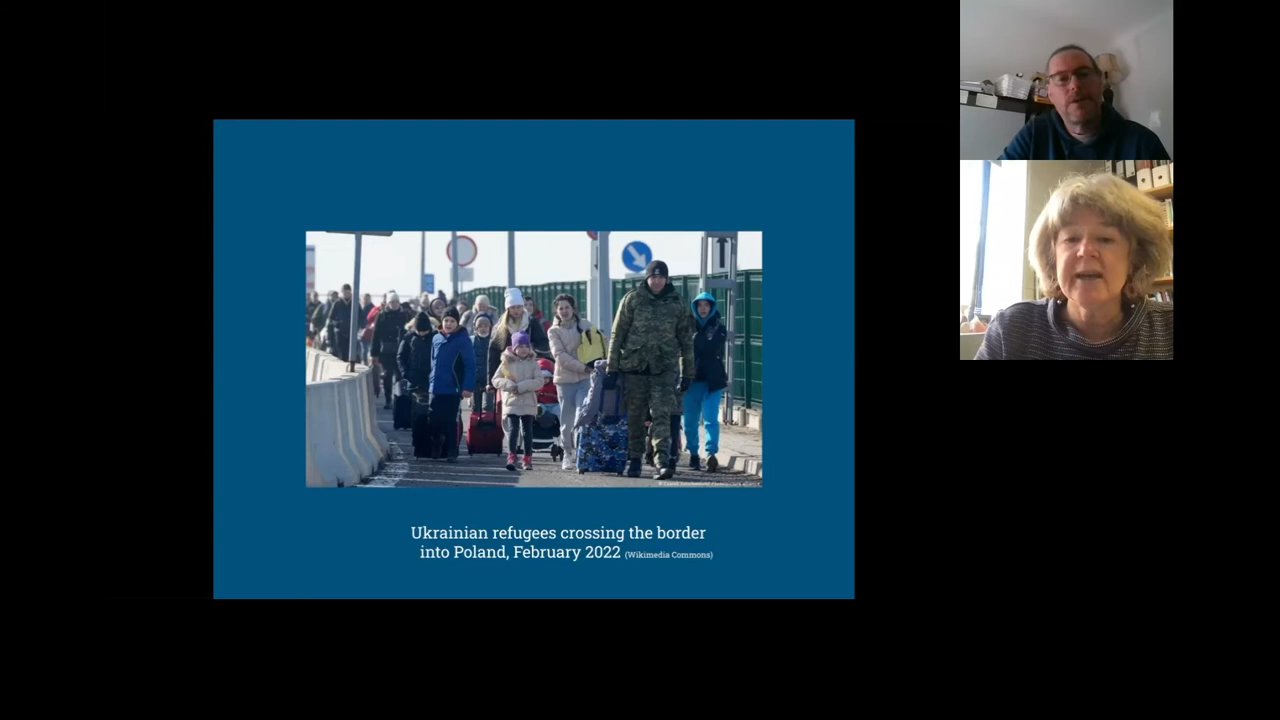 Ukrainian refugees crossing the border
into Poland, February 2022 (Wikimedia Commons)